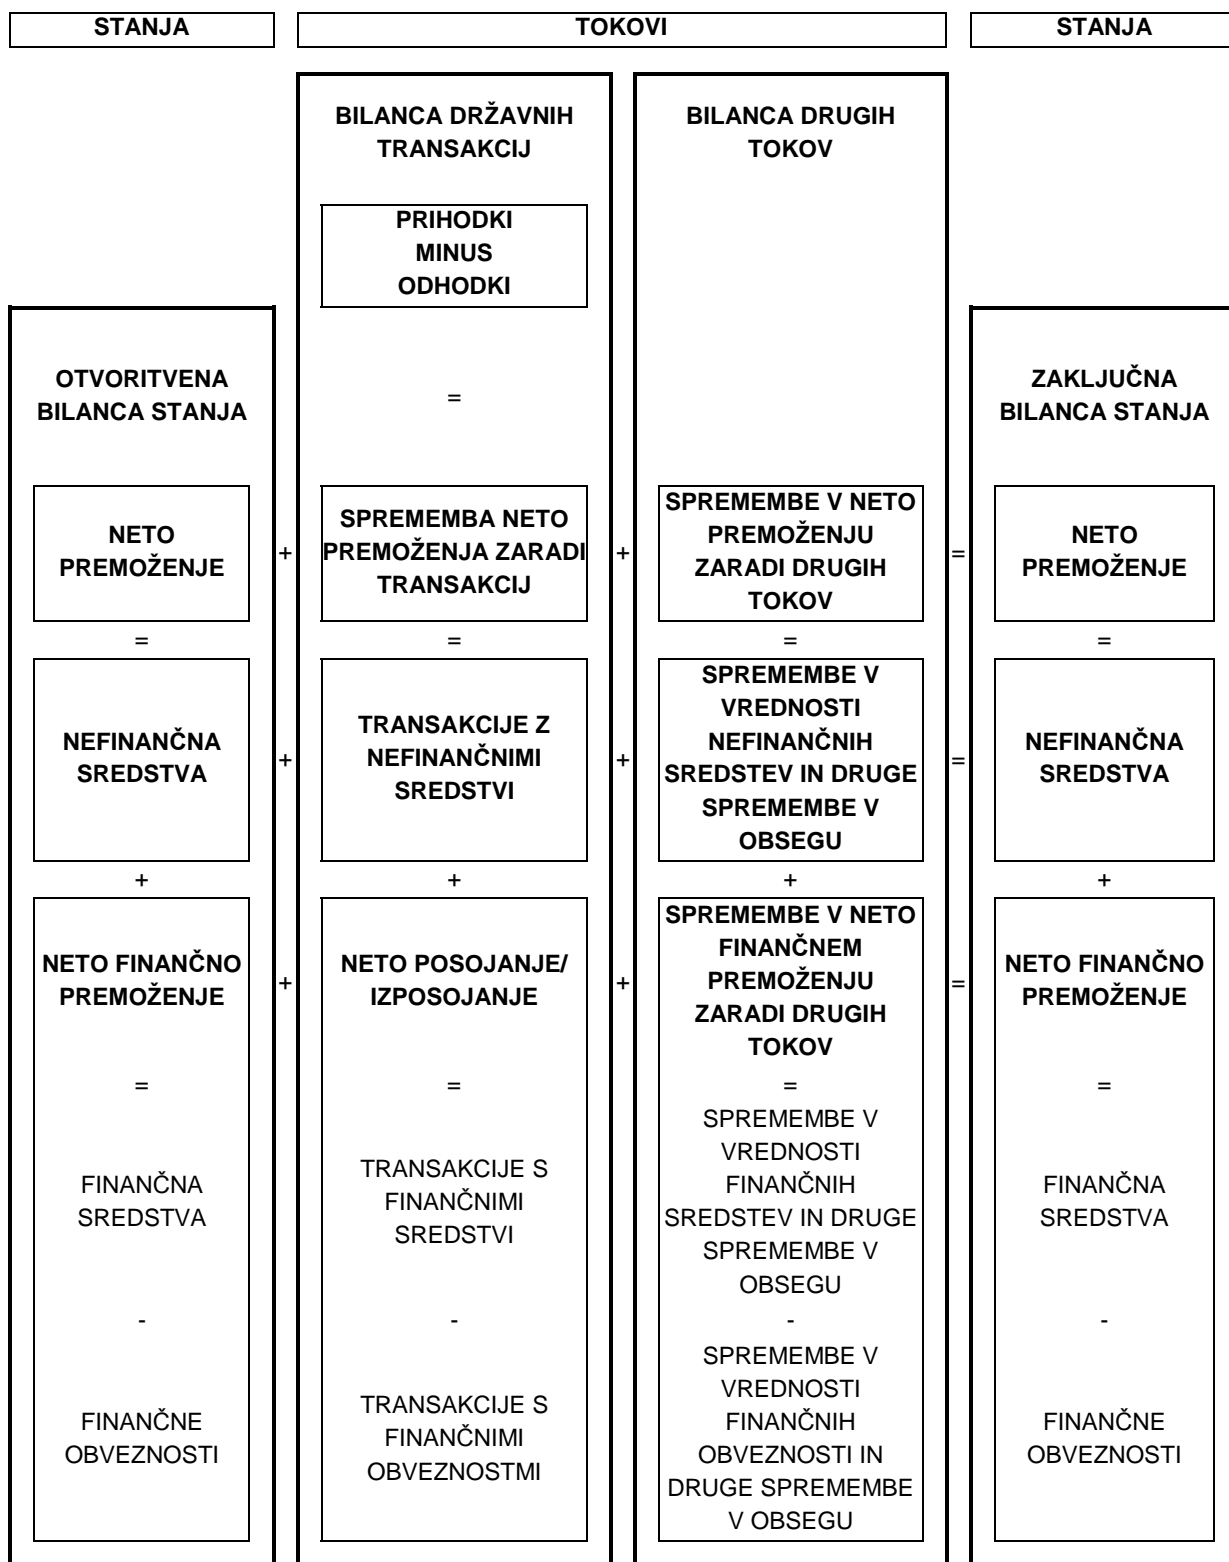 STANJA
TOKOVI
STANJA
BILANCA DRŽAVNIH
TRANSAKCIJ
BILANCA DRUGIH
TOKOV
PRIHODKI
MINUS
ODHODKI
OTVORITVENA
BILANCA STANJA
=
ZAKLJUČNA
BILANCA STANJA
NETO
PREMOŽENJE
+
SPREMEMBA NETO
PREMOŽENJA ZARADI
TRANSAKCIJ
+
SPREMEMBE V NETO
PREMOŽENJU
ZARADI DRUGIH
TOKOV
=
NETO
PREMOŽENJE
=
=
=
=
NEFINANČNA
SREDSTVA
+
TRANSAKCIJE Z
NEFINANČNIMI
SREDSTVI
+
SPREMEMBE V
VREDNOSTI
NEFINANČNIH
SREDSTEV IN DRUGE
SPREMEMBE V
OBSEGU
=
NEFINANČNA
SREDSTVA
+
+
+
+
NETO FINANČNO
PREMOŽENJE
+
NETO POSOJANJE/
IZPOSOJANJE
+
SPREMEMBE V NETO
FINANČNEM
PREMOŽENJU
ZARADI DRUGIH
TOKOV
=
NETO FINANČNO
PREMOŽENJE
=
=
=
=
FINANČNA
SREDSTVA
TRANSAKCIJE S
FINANČNIMI
SREDSTVI
SPREMEMBE V
VREDNOSTI
FINANČNIH
SREDSTEV IN DRUGE
SPREMEMBE V
OBSEGU
FINANČNA
SREDSTVA
-
-
-
-
FINANČNE
OBVEZNOSTI
TRANSAKCIJE S
FINANČNIMI
OBVEZNOSTMI
SPREMEMBE V
VREDNOSTI
FINANČNIH
OBVEZNOSTI IN
DRUGE SPREMEMBE
V OBSEGU
FINANČNE
OBVEZNOSTI